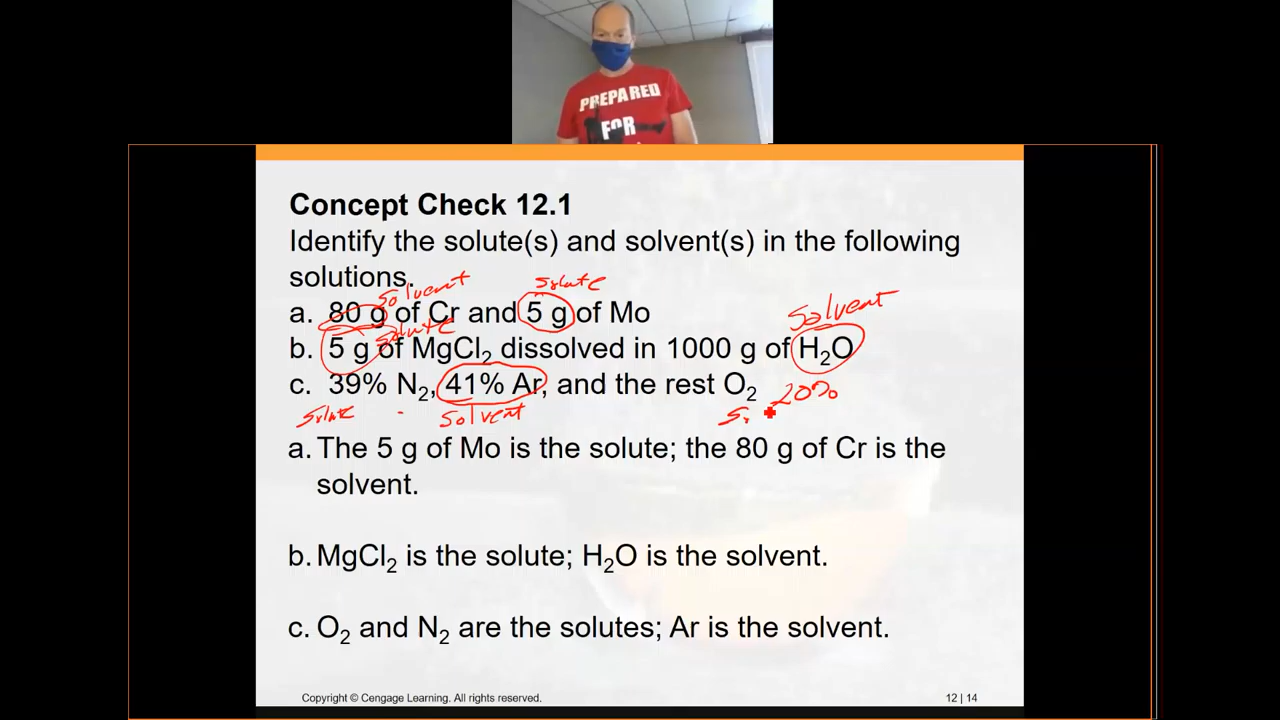 PREPARED
FOR
Concept Check 12.1
Identify the solute(s) and solvent(s) in the following
solutions.
solvent solute
a. 80 g of Cr and 5 g of Mo
solute solvent
b. 5 g of MgCl₂ dissolved in 1000 g of H₂O
c. 39% N₂, 41% Ar, and the rest O₂
20%
solute solvent S
a. The 5 g of Mo is the solute; the 80 g of Cr is the
solvent.
b. MgCl₂ is the solute; H₂O is the solvent.
c. O₂ and N₂ are the solutes; Ar is the solvent.
Copyright © Cengage Learning. All rights reserved. 12 | 14